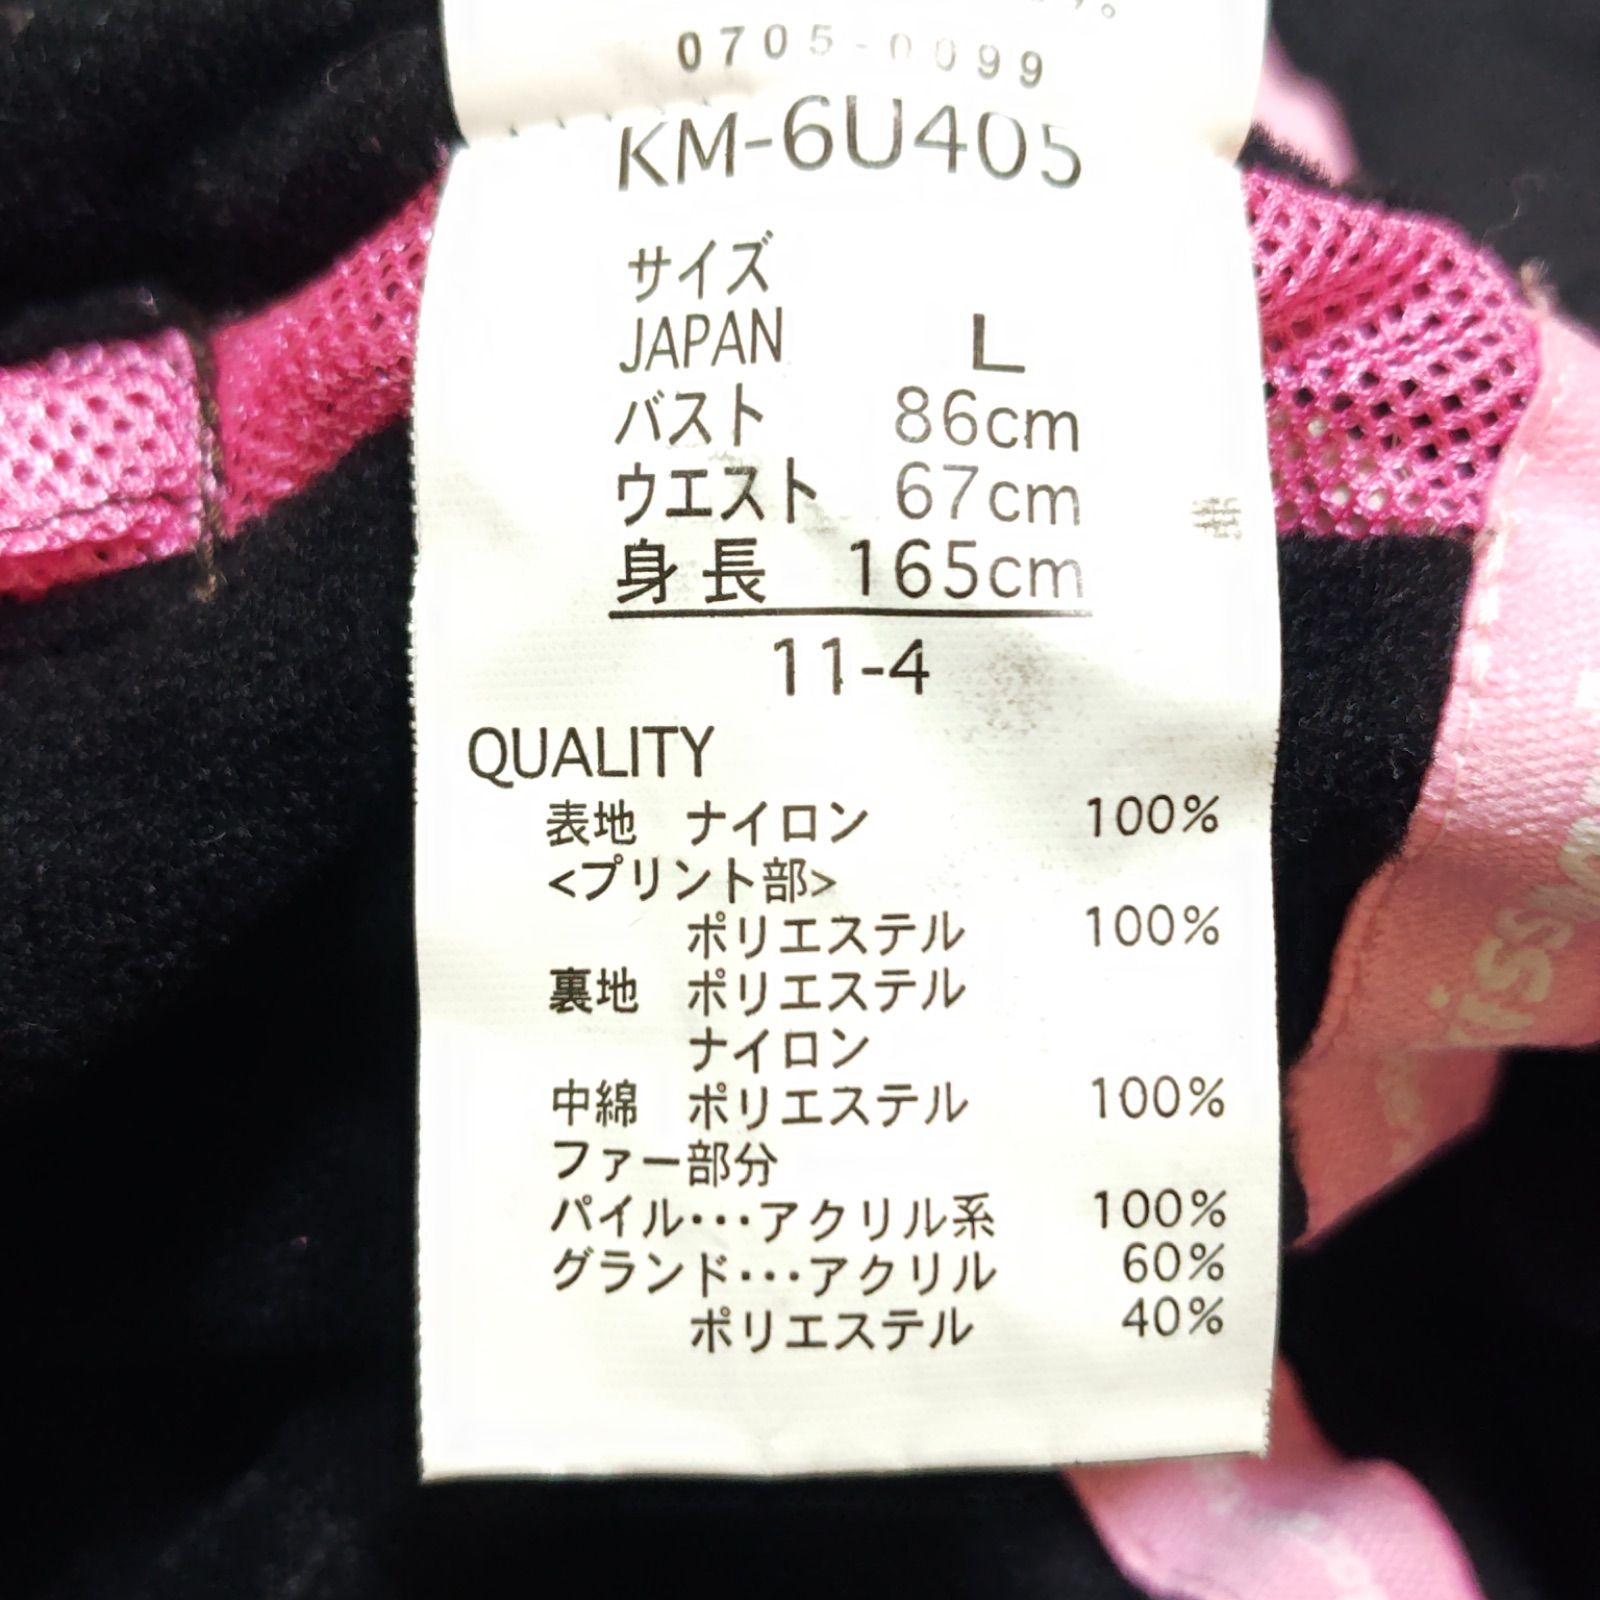 0705-0099
KM-6U405
サイズ
JAPAN L
バスト 86cm
ウエスト 67cm
身長 165cm
11-4
QUALITY
表地 ナイロン 100%
<プリント部>
ポリエステル 100%
裏地 ポリエステル
ナイロン
中綿 ポリエステル 100%
ファー部分
パイル・・・アクリル系 100%
グランド・・・アクリル 60%
ポリエステル 40%